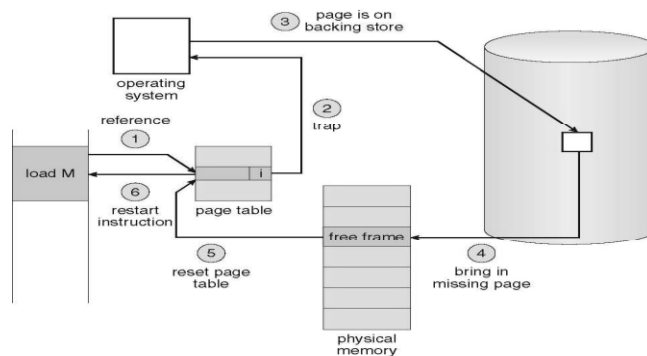 3
page is on
backing store
operating
system
2
trap
reference
1
load M
i
6
restart
instruction
page table
5
reset page
table
free frame
4
bring in
missing page
physical
memory